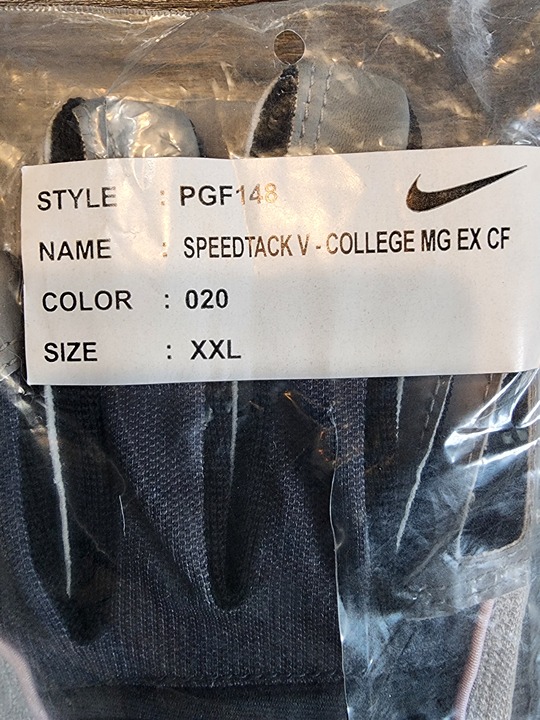 STYLE : PGF148
NAME : SPEEDTACK V - COLLEGE MG EX CF
COLOR : 020
SIZE : XXL